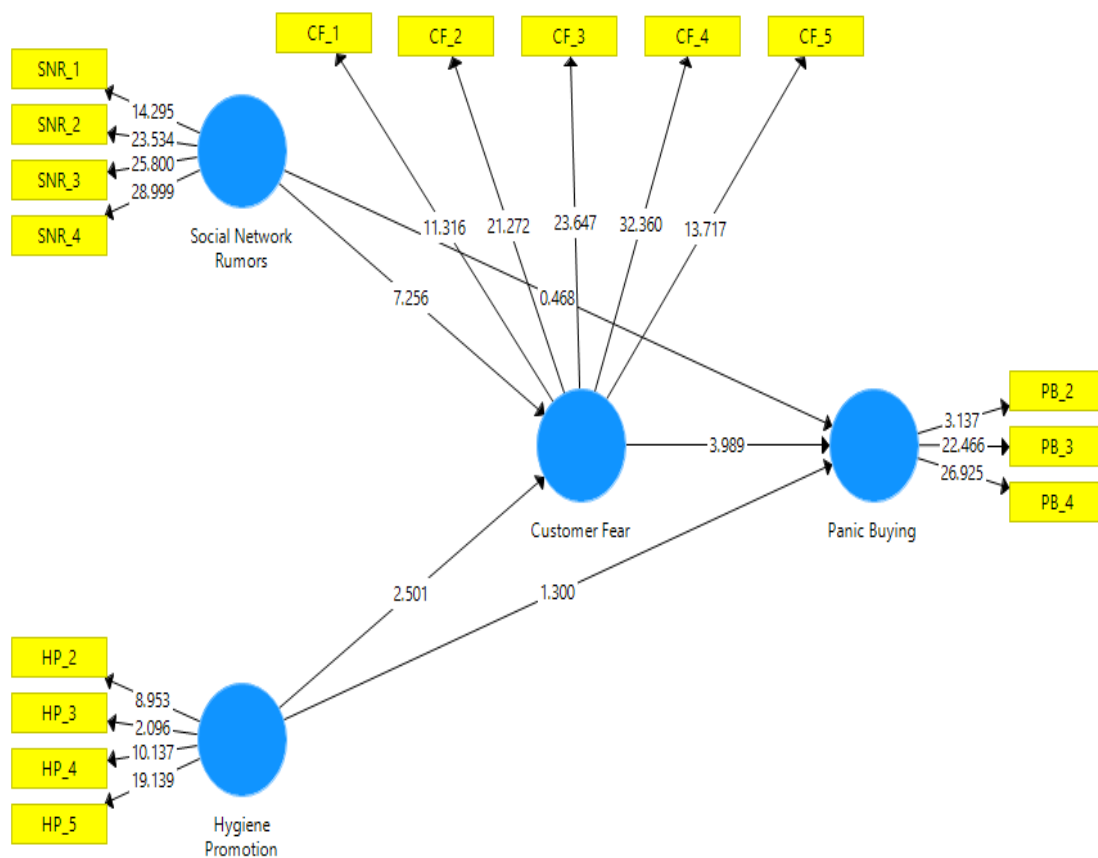 CF_1
CF_2
CF_3
CF_4
CF_5
SNR_1
SNR_2
SNR_3
SNR_4
14.295
23.534
25.800
28.999
Social Network
Rumors
11.316
21.272
23.647
32.360
13.717
7.256
0.468
3.989
Customer Fear
Panic Buying
PB_2
PB_3
PB_4
3.137
22.466
26.925
2.501
1.300
HP_2
HP_3
HP_4
HP_5
8.953
2.096
10.137
19.139
Hygiene
Promotion